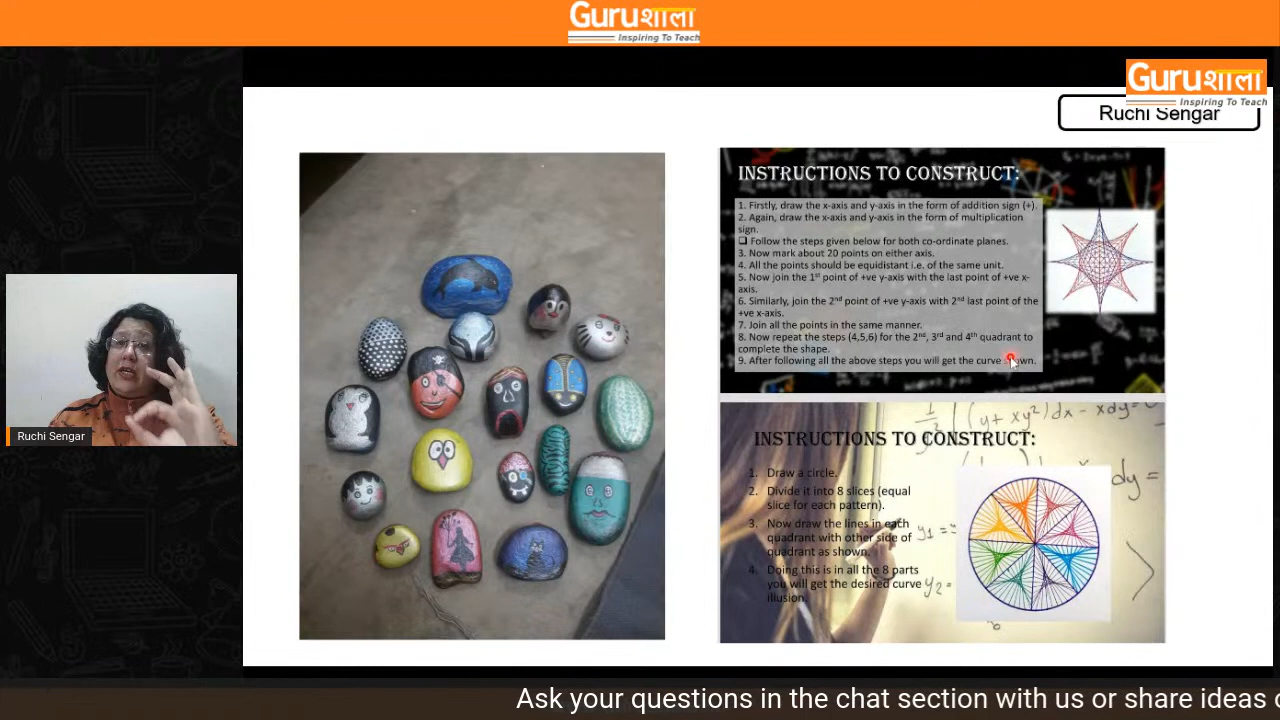 Guruशाला
Inspiring To Teach
Guruशाला
Inspiring To Teach
Ruchi Sengar
INSTRUCTIONS TO CONSTRUCT:
1. Firstly, draw the x-axis and y-axis in the form of addition sign (+).
2. Again, draw the x-axis and y-axis in the form of multiplication
sign.
❑ Follow the steps given below for both co-ordinate planes.
3. Now mark about 20 points on either axis.
4. All the points should be equidistant i.e. of the same unit.
5. Now join the 1st point of +ve y-axis with the last point of +ve x-
axis.
6. Similarly, join the 2nd point of +ve y-axis with 2nd last point of the
+ve x-axis.
7. Join all the points in the same manner.
8. Now repeat the steps (4,5,6) for the 2nd, 3rd and 4th quadrant to
complete the shape.
9. After following all the above steps you will get the curve
Ruchi Sengar
INSTRUCTIONS TO CONSTRUCT:
1. Draw a circle.
2. Divide it into 8 slices (equal
slice for each pattern).
3. Now draw the lines in each
quadrant with other side of
quadrant as shown.
4. Doing this is in all the 8 parts
you will get the desired curve
illusion.
Ask your questions in the chat section with us or share ideas